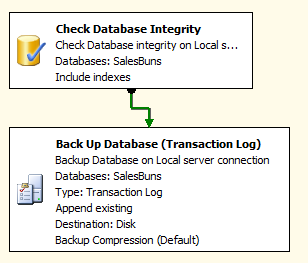 Check Database Integrity
Check Database integrity on Local s...
Databases: SalesBuns
Include indexes
Back Up Database (Transaction Log)
Backup Database on Local server connection
Databases: SalesBuns
Type: Transaction Log
Append existing
Destination: Disk
Backup Compression (Default)